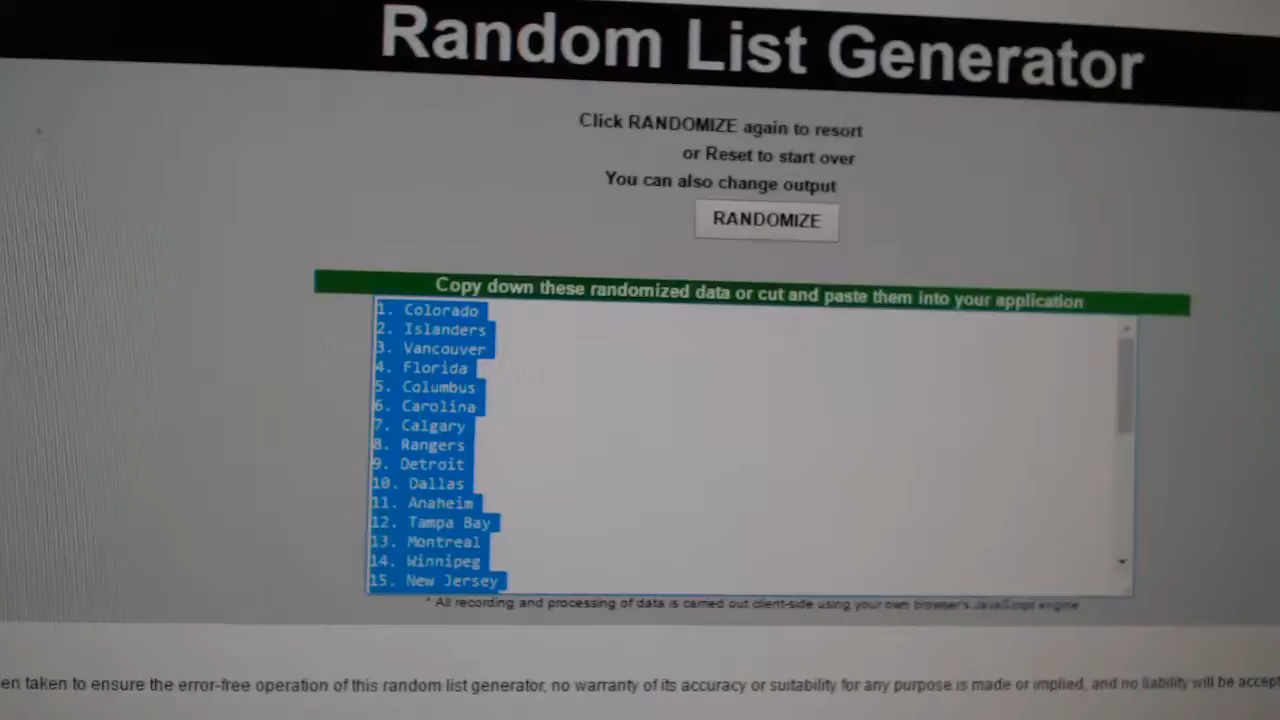 Random List Generator
Click RANDOMIZE again to resort
or Reset to start over
You can also change output
RANDOMIZE
Copy down these randomized data or cut and paste them into your application
1. Colorado
2. Islanders
3. Vancouver
4. Florida
5. Columbus
6. Carolina
7. Calgary
8. Rangers
9. Detroit
10. Dallas
11. Anaheim
12. Tampa Bay
13. Montreal
14. Winnipeg
15. New Jersey
* All recording and processing of data is carried out client-side using your own browser's JavaScript engine
en taken to ensure the error-free operation of this random list generator, no warranty of its accuracy or suitability for any purpose is made or implied, and no liability will be accept